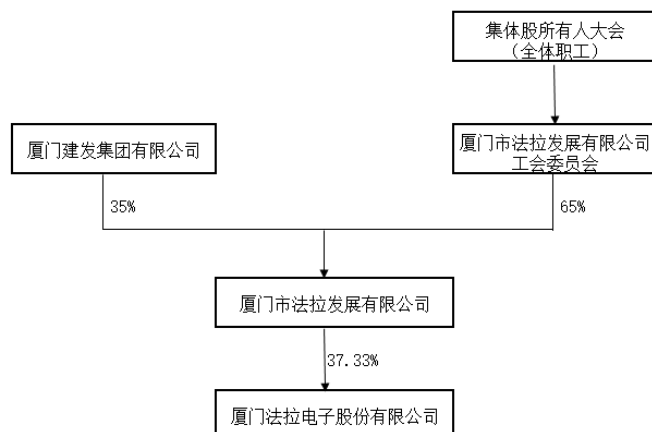 集体股所有人大会
（全体职工）
厦门建发集团有限公司
厦门市法拉发展有限公司
工会委员会
35%
65%
厦门市法拉发展有限公司
37.33%
厦门法拉电子股份有限公司